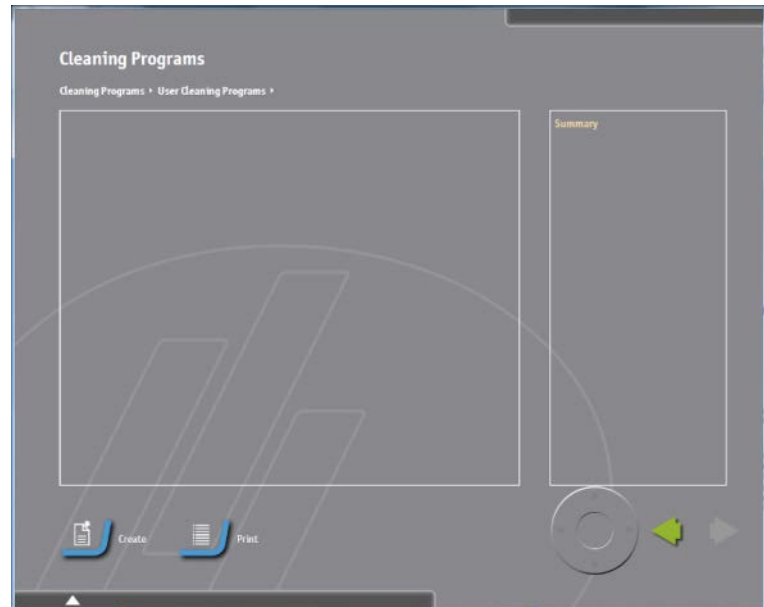 Cleaning Programs
Cleaning Programs ‣ User Cleaning Programs ‣
Summary
Create
Print